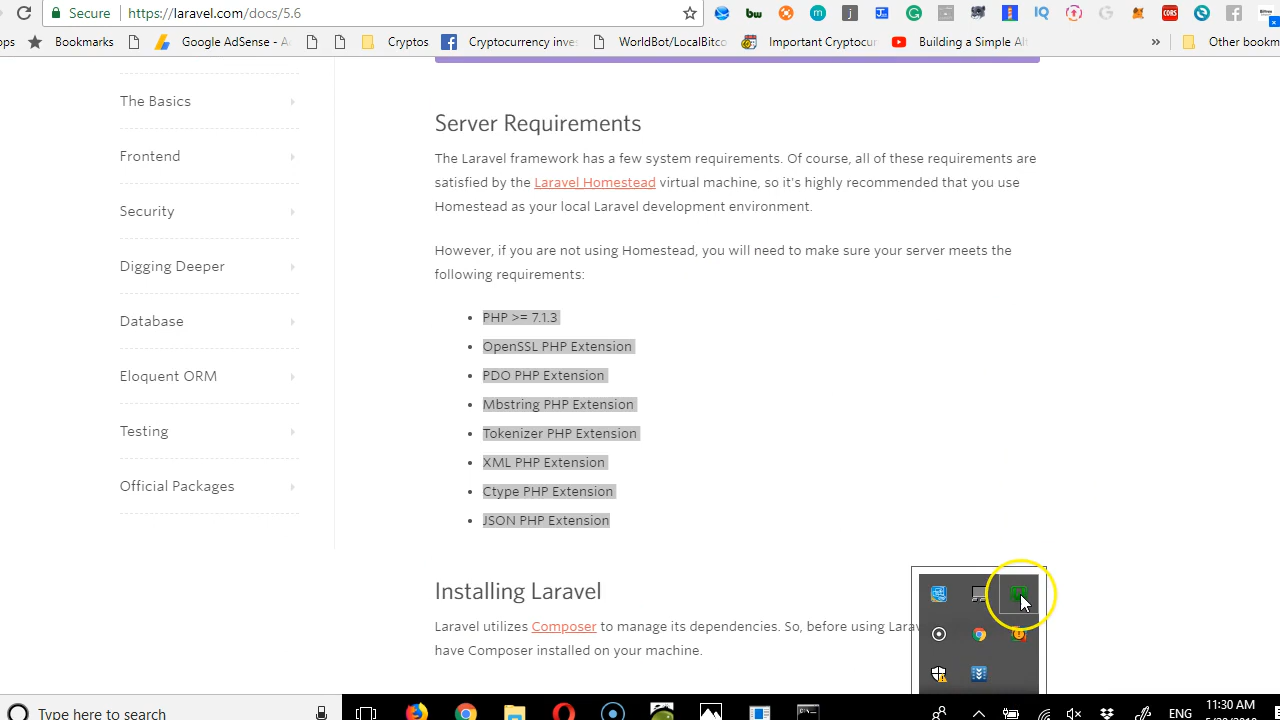 https://laravel.com/docs/5.6
Secure
Bookmarks
Google AdSense - A
Cryptos
Cryptocurrency inve
WorldBot/LocalBitco
Important Cryptocur
Building a Simple Alt
»
Other bookm
The Basics
Frontend
Security
Digging Deeper
Database
Eloquent ORM
Testing
Official Packages
Server Requirements
The Laravel framework has a few system requirements. Of course, all of these requirements are
satisfied by the Laravel Homestead virtual machine, so it's highly recommended that you use
Homestead as your local Laravel development environment.
However, if you are not using Homestead, you will need to make sure your server meets the
following requirements:
• PHP >= 7.1.3
• OpenSSL PHP Extension
• PDO PHP Extension
• Mbstring PHP Extension
• Tokenizer PHP Extension
• XML PHP Extension
• Ctype PHP Extension
• JSON PHP Extension
Installing Laravel
Laravel utilizes Composer to manage its dependencies. So, before using Larav
have Composer installed on your machine.
Type here to search
ENG
11:30 AM